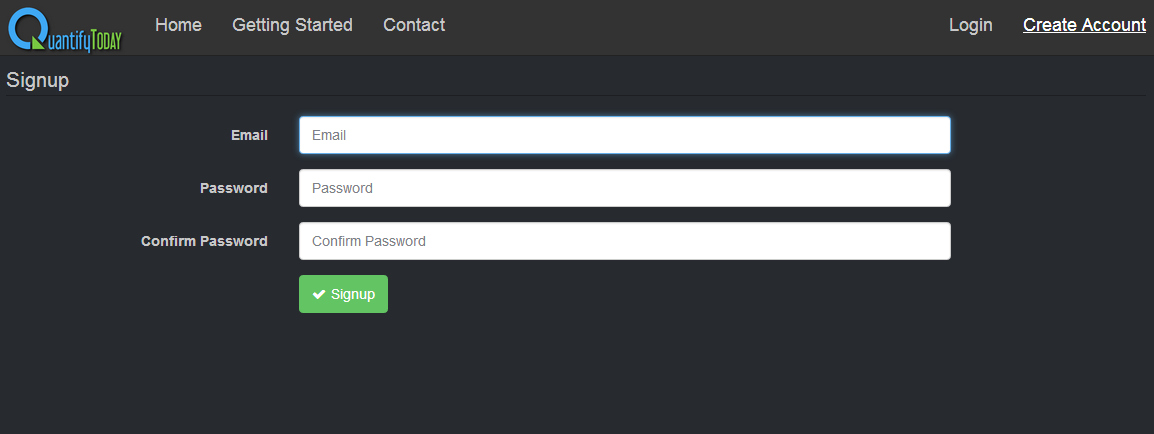 QuantifyTODAY Home Getting Started Contact Login Create Account
Signup
Email Email
Password Password
Confirm Password Confirm Password
Signup